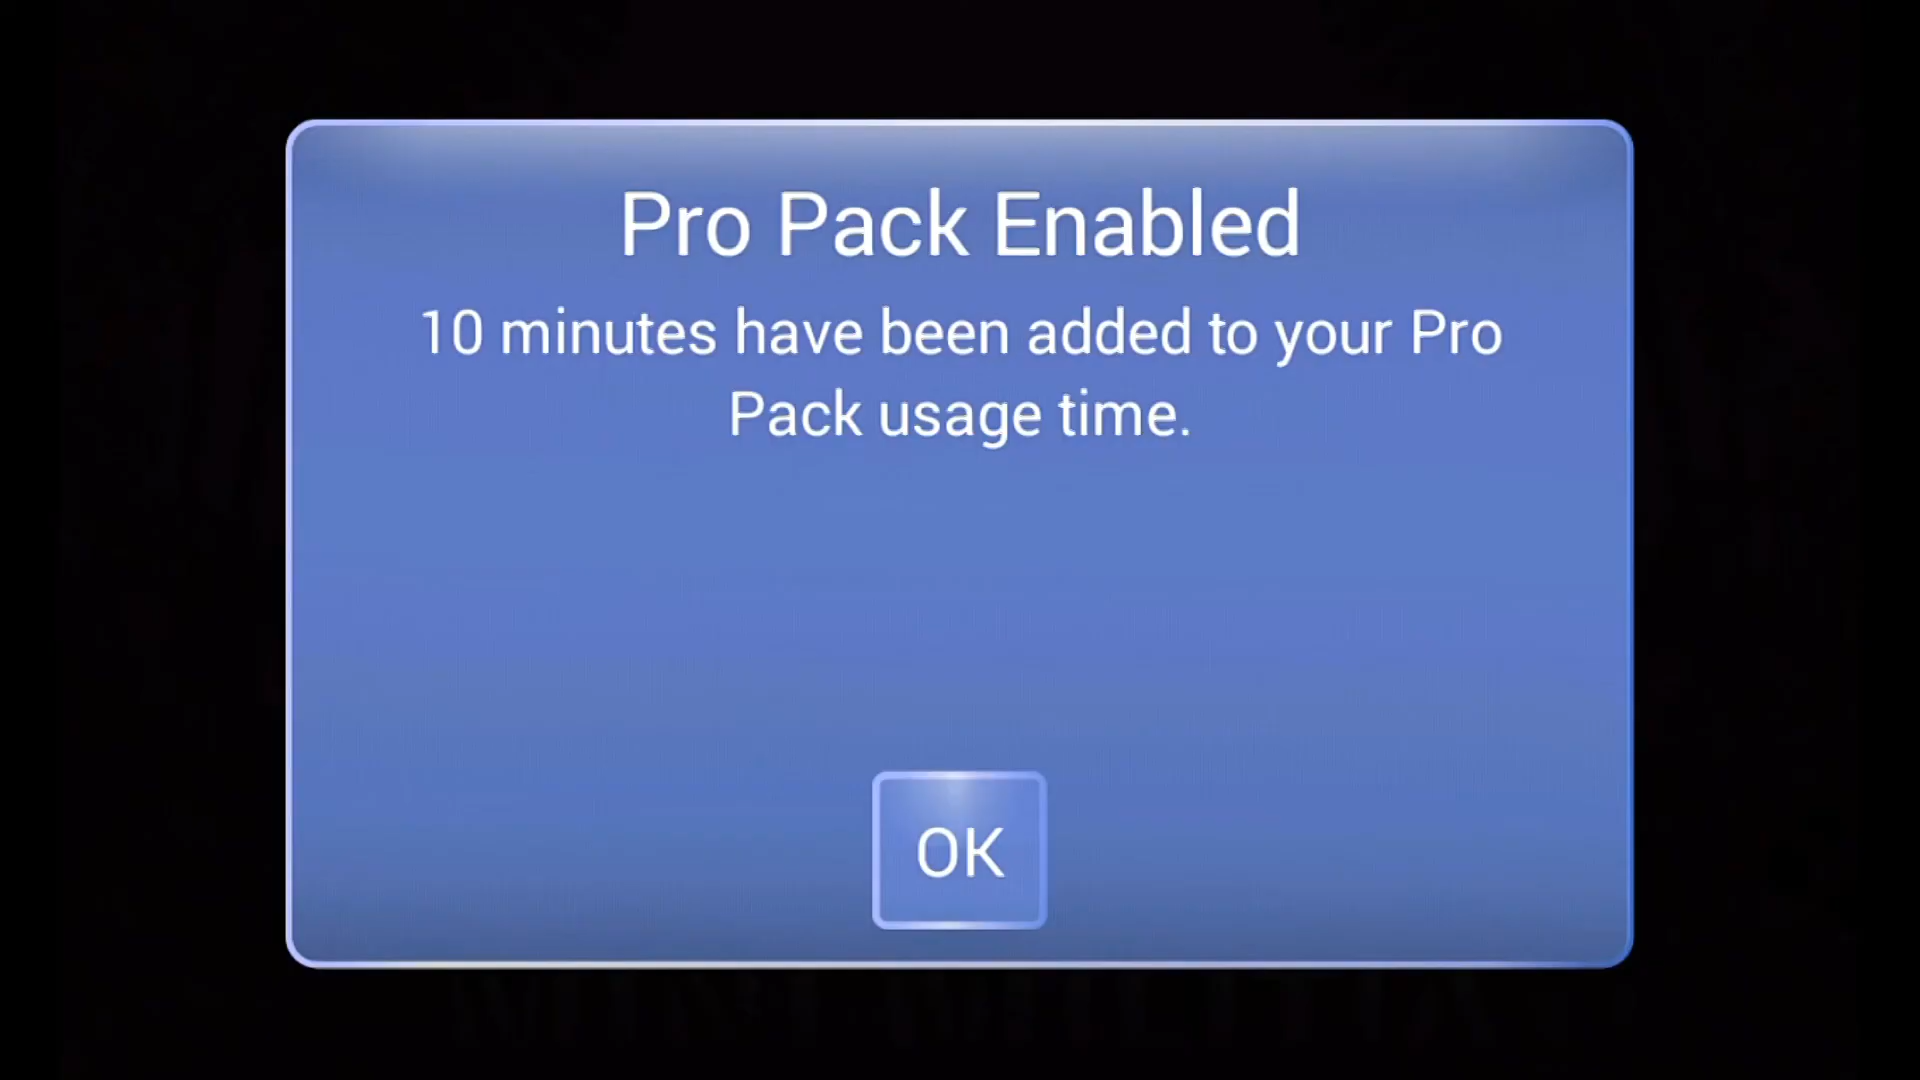 Pro Pack Enabled
10 minutes have been added to your Pro
Pack usage time.
OK